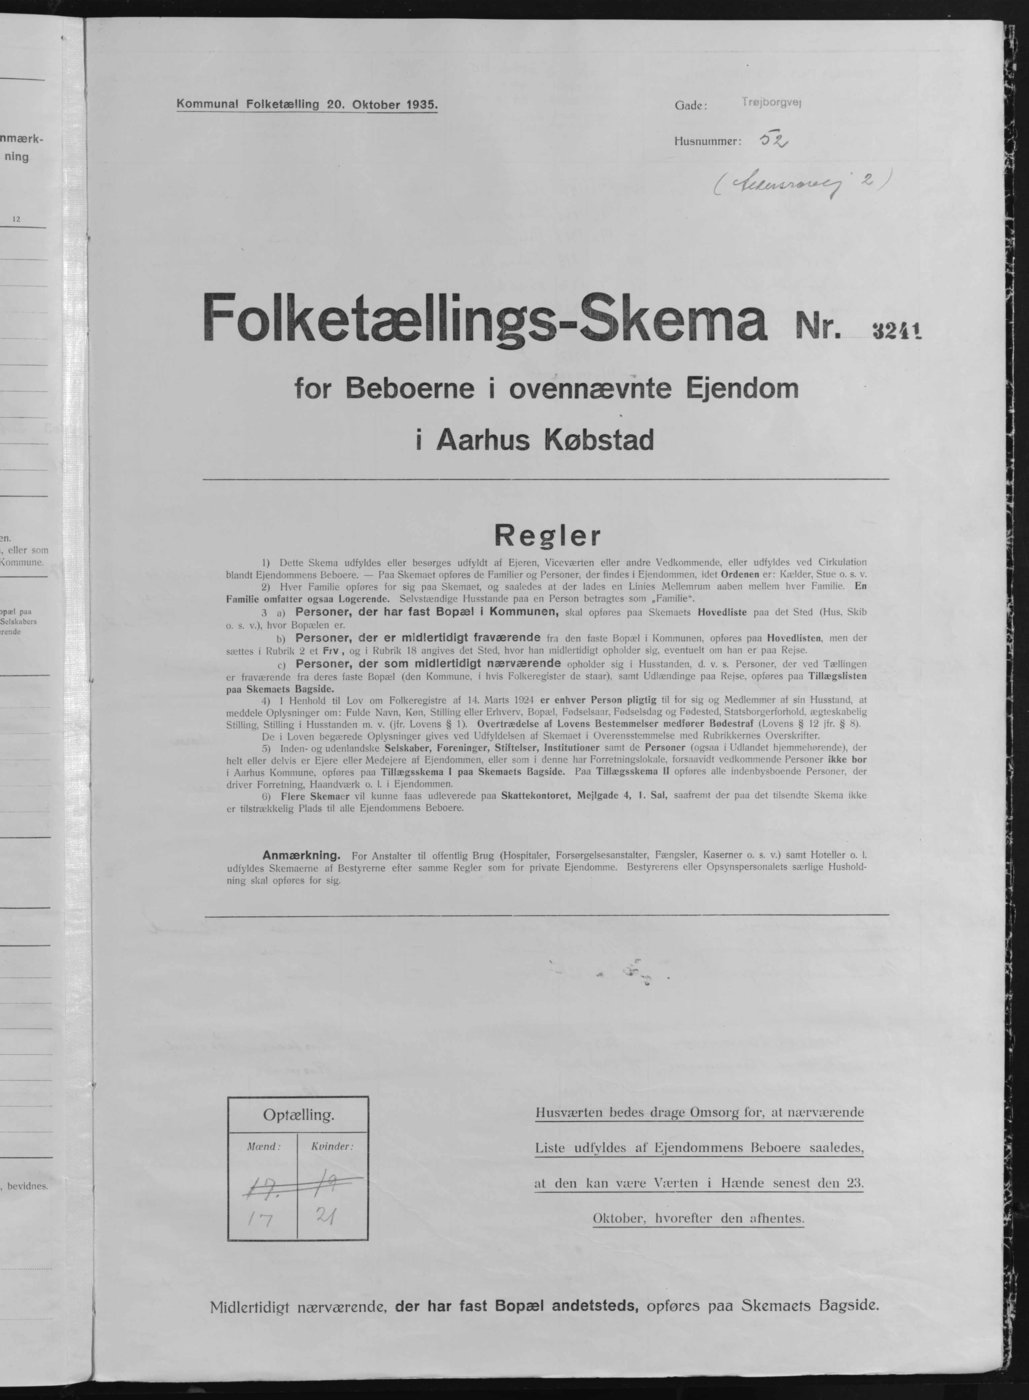 nmærk-
ning
12
en.
, eller som
Kommune.
opæl paa
Selskabers
rende
, bevidnes.
Kommunal Folketælling 20. Oktober 1935.
Gade: Trøjborgvej
Husnummer: 52
2)
Folketællings-Skema Nr. 3241
for Beboerne i ovennævnte Ejendom
i Aarhus Købstad
Regler
1) Dette Skema udfyldes eller besørges udfyldt af Ejeren, Viceværten eller andre Vedkommende, eller udfyldes ved Cirkulation
blandt Ejendommens Beboere. — Paa Skemaet opføres de Familier og Personer, der findes i Ejendommen, idet Ordenen er: Kælder, Stue o. s. v.
2) Hver Familie opføres for sig paa Skemaet, og saaledes at der lades en Linies Mellemrum aaben mellem hver Familie. En
Familie omfatter ogsaa Logerende. Selvstændige Husstande paa en Person betragtes som „Familie“.
3 a) Personer, der har fast Bopæl i Kommunen, skal opføres paa Skemaets Hovedliste paa det Sted (Hus, Skib
o. s. v.), hvor Bopælen er.
b) Personer, der er midlertidigt fraværende fra den faste Bopæl i Kommunen, opføres paa Hovedlisten, men der
sættes i Rubrik 2 et Frv, og i Rubrik 18 angives det Sted, hvor han midlertidigt opholder sig, eventuelt om han er paa Rejse.
c) Personer, der som midlertidigt nærværende opholder sig i Husstanden, d. v. s. Personer, der ved Tællingen
er fraværende fra deres faste Bopæl (den Kommune, i hvis Folkeregister de staar), samt Udlændinge paa Rejse, opføres paa Tillægslisten
paa Skemaets Bagside.
4) I Henhold til Lov om Folkeregistre af 14. Marts 1924 er enhver Person pligtig til for sig og Medlemmer af sin Husstand, at
meddele Oplysninger om: Fulde Navn, Køn, Stilling eller Erhverv, Bopæl, Fødselsaar, Fødselsdag og Fødested, Statsborgerforhold, ægteskabelig
Stilling, Stilling i Husstanden m. v. (jfr. Lovens § 1). Overtrædelse af Lovens Bestemmelser medfører Bødestraf (Lovens § 12 jfr. § 8).
De i Loven begærede Oplysninger gives ved Udfyldelsen af Skemaet i Overensstemmelse med Rubrikkernes Overskrifter.
5) Inden- og udenlandske Selskaber, Foreninger, Stiftelser, Institutioner samt de Personer (ogsaa i Udlandet hjemmehørende), der
helt eller delvis er Ejere eller Medejere af Ejendommen, eller som i denne har Forretningslokale, forsaavidt vedkommende Personer ikke bor
i Aarhus Kommune, opføres paa Tillægsskema I paa Skemaets Bagside. Paa Tillægsskema II opføres alle indenbysboende Personer, der
driver Forretning, Haandværk o. l. i Ejendommen.
6) Flere Skemaer vil kunne faas udleverede paa Skattekontoret, Mejlgade 4, 1. Sal, saafremt der paa det tilsendte Skema ikke
er tilstrækkelig Plads til alle Ejendommens Beboere.
Anmærkning. For Anstalter til offentlig Brug (Hospitaler, Forsørgelsesanstalter, Fængsler, Kaserner o. s. v.) samt Hoteller o. l.
udfyldes Skemaerne af Bestyrerne efter samme Regler som for private Ejendomme. Bestyrerens eller Opsynspersonalets særlige Hushold-
ning skal opføres for sig.
Optælling.
Mænd: Kvinder:
17. 19
17 21
Husværten bedes drage Omsorg for, at nærværende
Liste udfyldes af Ejendommens Beboere saaledes,
at den kan være Værten i Hænde senest den 23.
Oktober, hvorefter den afhentes.
Midlertidigt nærværende, der har fast Bopæl andetsteds, opføres paa Skemaets Bagside.